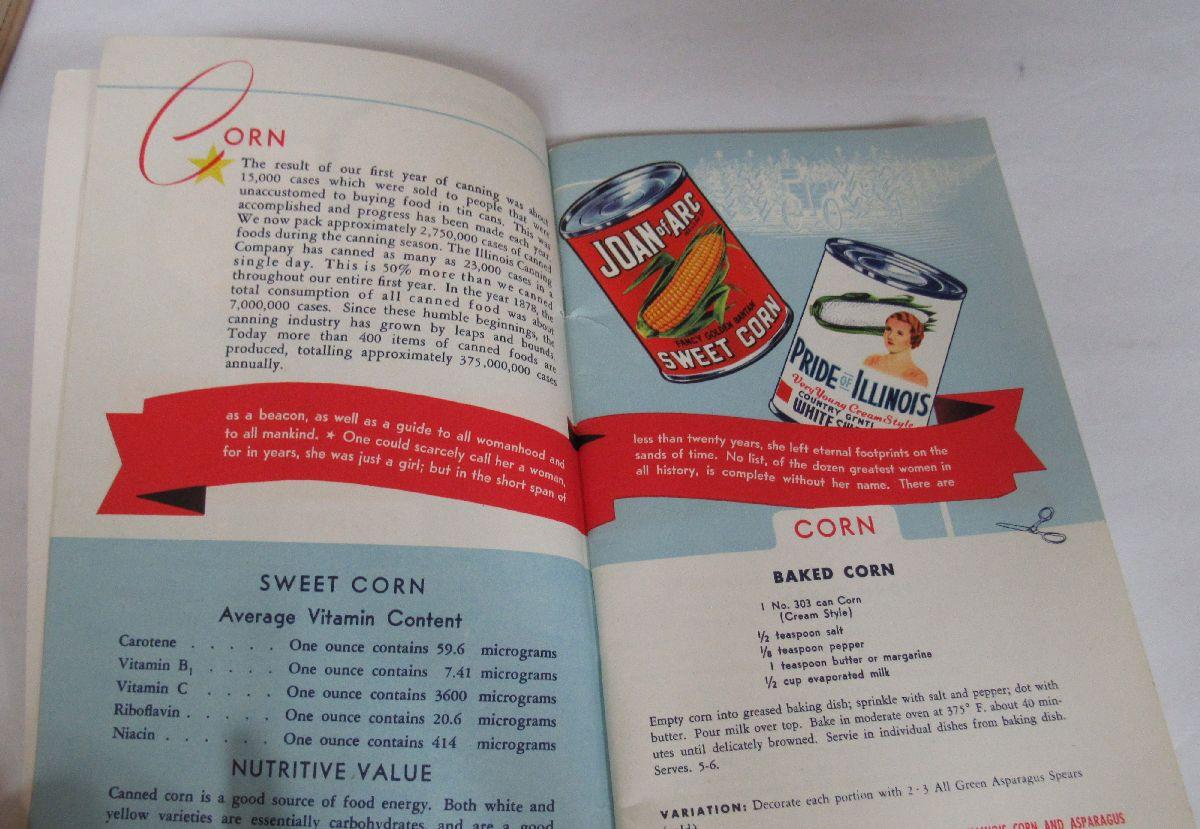 CORN
The result of our first year of canning was about
15,000 cases which were sold to people that were
unaccustomed to buying food in tin cans. This was
accomplished and progress has been made each year.
We now pack approximately 2,750,000 cases of canned
foods during the canning season. The Illinois Canning
Company has canned as many as 23,000 cases in a
single day. This is 50% more than we canned
throughout our entire first year. In the year 1878, the
total consumption of all canned food was about
7,000,000 cases. Since these humble beginnings, the
canning industry has grown by leaps and bounds.
Today more than 400 items of canned foods are
produced, totalling approximately 375,000,000 cases
annually.
as a beacon, as well as a guide to all womanhood and
to all mankind. ★ One could scarcely call her a woman,
for in years, she was just a girl; but in the short span of
SWEET CORN
Average Vitamin Content
Carotene . . . . . One ounce contains 59.6 micrograms
Vitamin B₁ . . . . One ounce contains 7.41 micrograms
Vitamin C . . . . One ounce contains 3600 micrograms
Riboflavin . . . . . One ounce contains 20.6 micrograms
Niacin . . . . . . One ounce contains 414 micrograms
NUTRITIVE VALUE
Canned corn is a good source of food energy. Both white and
yellow varieties are essentially carbohydrates, and are a good
JOAN of ARC
FANCY GOLDEN BANTAM
SWEET CORN
PRIDE OF ILLINOIS
Very Young Cream Style
COUNTRY GENTL
WHITE
less than twenty years, she left eternal footprints on the
sands of time. No list, of the dozen greatest women in
all history, is complete without her name. There are
CORN
BAKED CORN
1 No. 303 can Corn
(Cream Style)
½ teaspoon salt
⅛ teaspoon pepper
1 teaspoon butter or margarine
½ cup evaporated milk
Empty corn into greased baking dish; sprinkle with salt and pepper; dot with
butter. Pour milk over top. Bake in moderate oven at 375° F. about 40 min-
utes until delicately browned. Servie in individual dishes from baking dish.
Serves. 5-6.
VARIATION: Decorate each portion with 2-3 All Green Asparagus Spears
CORN AND ASPARAGUS